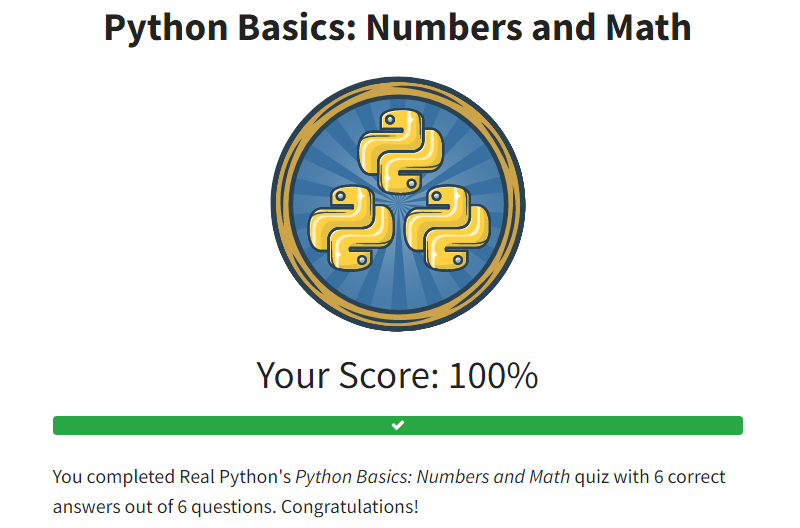 Python Basics: Numbers and Math
Your Score: 100%
You completed Real Python's Python Basics: Numbers and Math quiz with 6 correct
answers out of 6 questions. Congratulations!